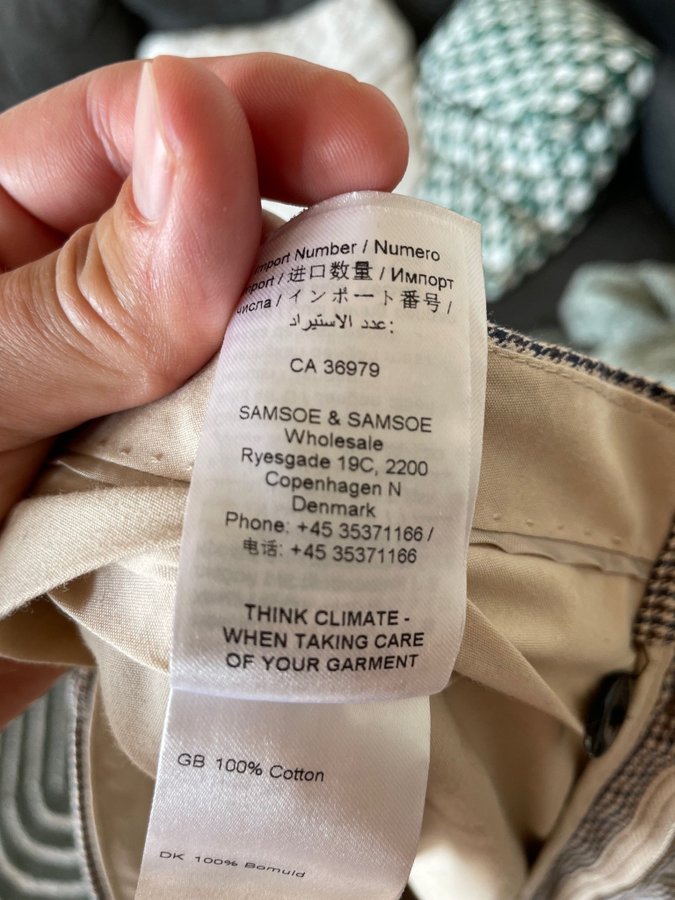 Import Number / Numero
Import / 进口数量 / Импорт
числа / インポート番号 /
عدد الاستيراد:
CA 36979
SAMSOE & SAMSOE
Wholesale
Ryesgade 19C, 2200
Copenhagen N
Denmark
Phone: +45 35371166 /
电话: +45 35371166
THINK CLIMATE -
WHEN TAKING CARE
OF YOUR GARMENT
GB 100% Cotton
DK 100% Bomuld